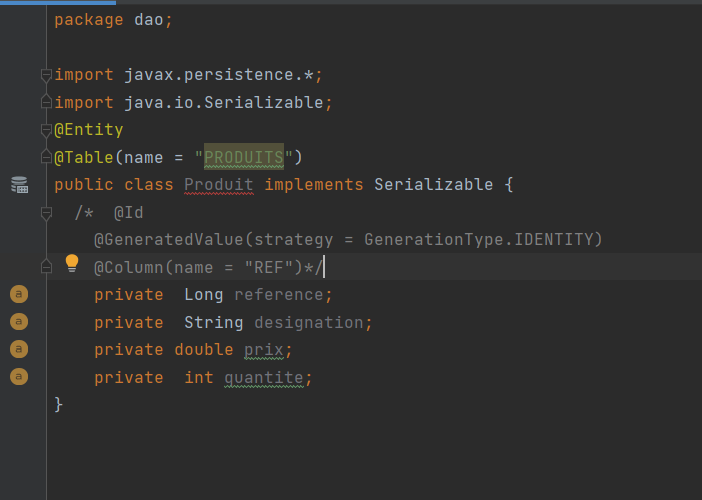 package dao;
import javax.persistence.*;
import java.io.Serializable;
@Entity
@Table(name = "PRODUITS")
public class Produit implements Serializable {
/*  @Id
@GeneratedValue(strategy = GenerationType.IDENTITY)
@Column(name = "REF")*/
a private  Long reference;
a private  String designation;
a private double prix;
a private  int quantite;
}